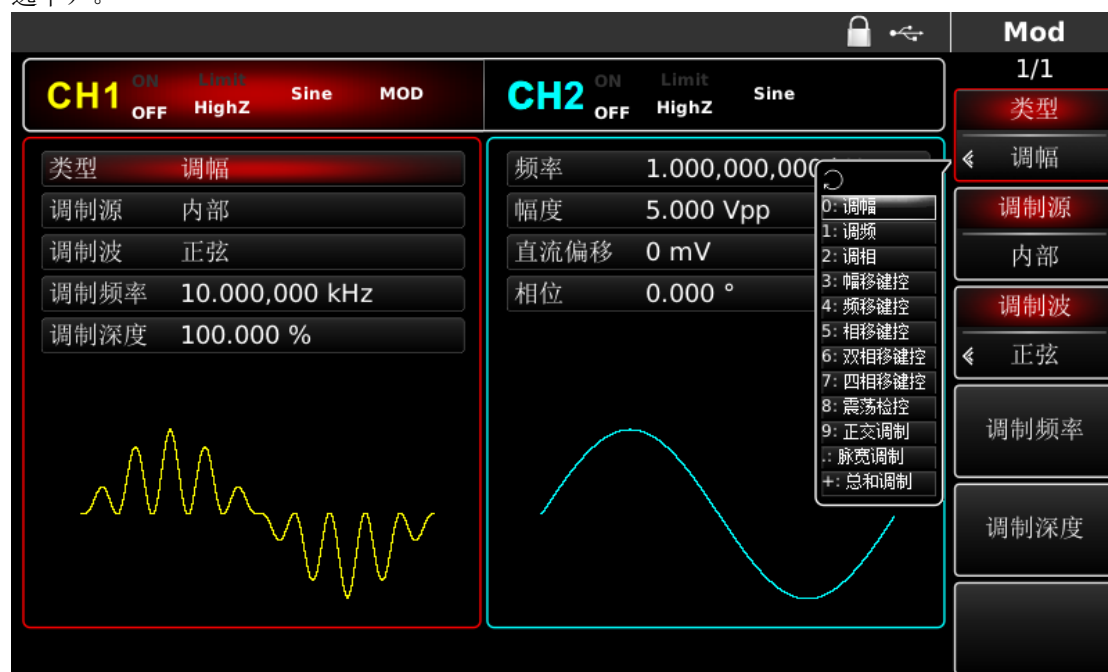 Mod
1/1
CH1 ON OFF Limit HighZ Sine MOD
CH2 ON OFF Limit HighZ Sine
类型 调幅
调制源 内部
调制波 正弦
调制频率 10.000,000 kHz
调制深度 100.000 %
频率 1.000,000,000
幅度 5.000 Vpp
直流偏移 0 mV
相位 0.000 °
0: 调幅
1: 调频
2: 调相
3: 幅移键控
4: 频移键控
5: 相移键控
6: 双相移键控
7: 四相移键控
8: 震荡检控
9: 正交调制
.: 脉宽调制
+: 总和调制
类型
调幅
调制源
内部
调制波
正弦
调制频率
调制深度